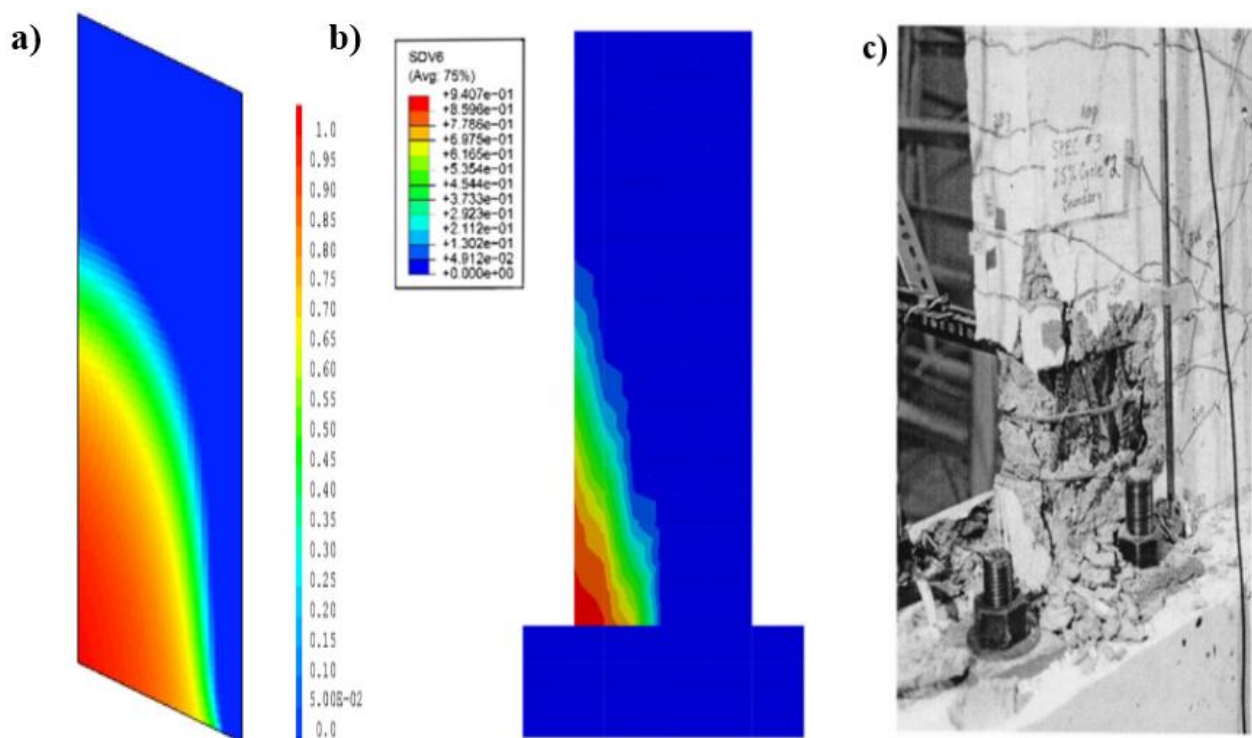 a)
1.0
0.95
0.90
0.85
0.80
0.75
0.70
0.65
0.60
0.55
0.50
0.45
0.40
0.35
0.30
0.25
0.20
0.15
0.10
5.00E-02
0.0
b)
SDV6
(Avg: 75%)
+9.407e-01
+8.596e-01
+7.786e-01
+6.975e-01
+6.165e-01
+5.354e-01
+4.544e-01
+3.733e-01
+2.923e-01
+2.112e-01
+1.302e-01
+4.912e-02
+0.000e+00
c)
SPEC #3
2.5% Cycle #2
Boundary